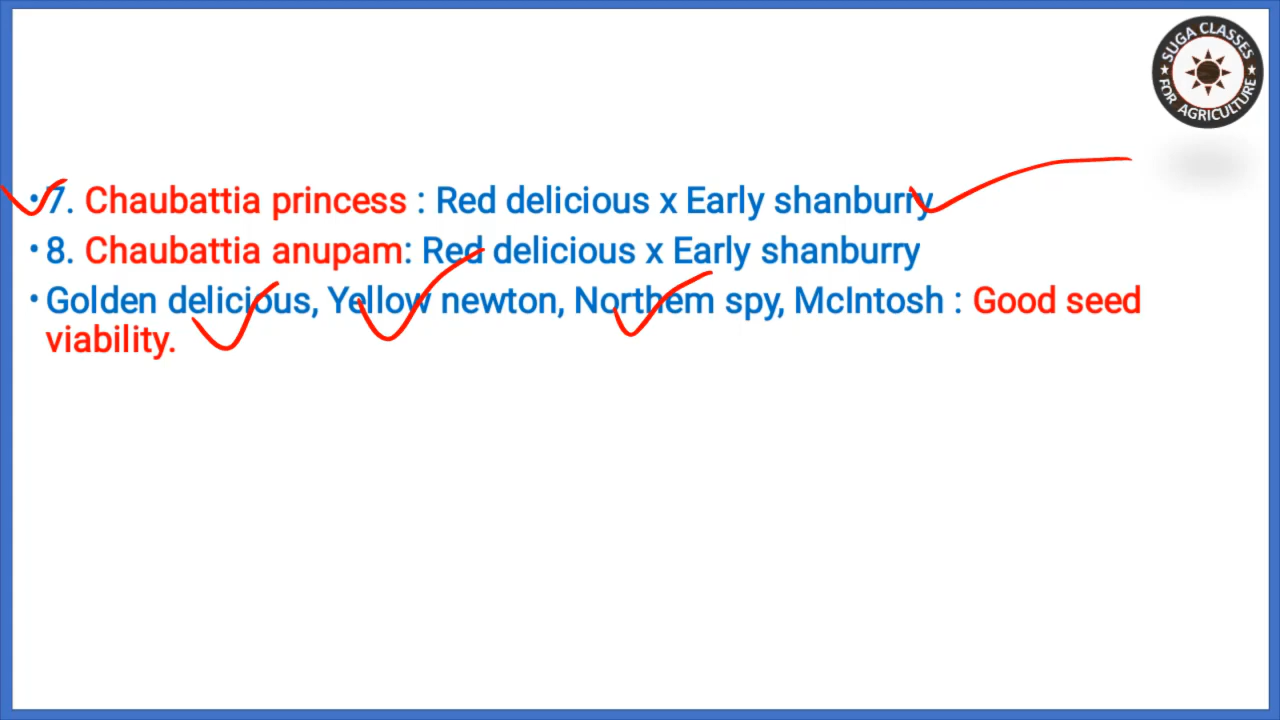 SUGA CLASSES
FOR AGRICULTURE
• 7. Chaubattia princess : Red delicious x Early shanburry
• 8. Chaubattia anupam: Red delicious x Early shanburry
• Golden delicious, Yellow newton, Northem spy, McIntosh : Good seed
viability.